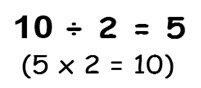 10 ÷ 2 = 5
(5 x 2 = 10)